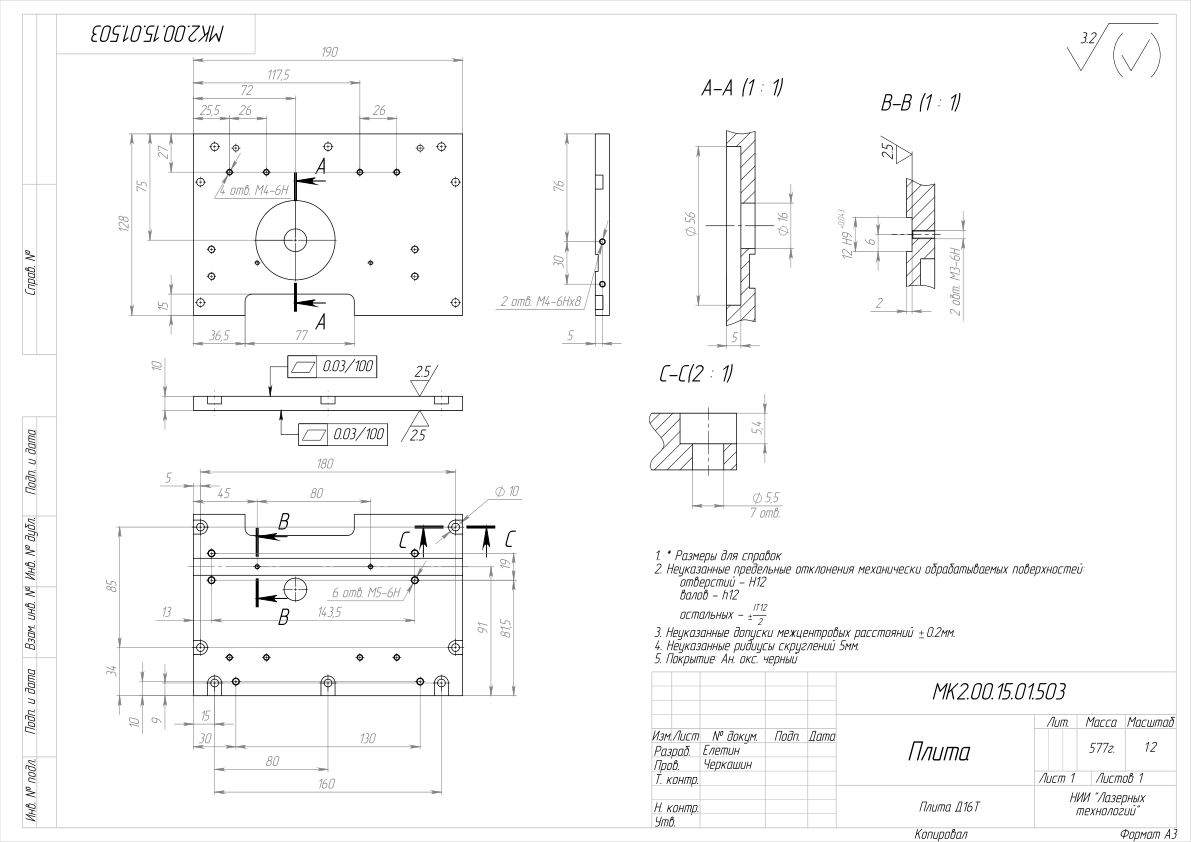 МК2.00.15.01.503
190
117,5
72
25,5
26
26
27
75
128
15
4 отв. М4-6Н
А
А
36,5
77
76
30
2 отв. М4-6Нх8
5
А-А (1 : 1)
Ф 56
Ф 16
5
3.2
В-В (1 : 1)
2.5
12 Н9 -0,043
6
2
2 овт. М3-6Н
С-С(2 : 1)
5,4
Ф 5,5
7 отв.
10
0.03/100
2.5
0.03/100
2.5
180
5
45
80
Ф 10
В
С
С
85
19
6 отв. М5-6Н
13
143,5
В
91
81,5
34
10
9
15
30
130
80
160
1. * Размеры для справок
2. Неуказанные предельные отклонения механически обрабатываемых поверхностей:
отверстий - Н12
валов - h12
остальных - ± IT12/2
3. Неуказанные допуски межцентровых расстояний ± 0.2мм.
4. Неуказанные ридиусы скруглений 5мм.
5. Покрытие: Ан. окс. черный
Справ. №
Подп. и дата
Инв. № дубл.
Взам. инв. №
Подп. и дата
Инв. № подл.
МК2.00.15.01.503
Изм. Лист № докум. Подп. Дата
Разраб. Елетин
Пров. Черкашин
Т. контр.
Н. контр.
Утв.
Плита
Лит. Масса Масштаб
577г. 1:2
Лист 1 Листов 1
Плита Д16Т
НИИ "Лазерных
технологий"
Копировал Формат А3